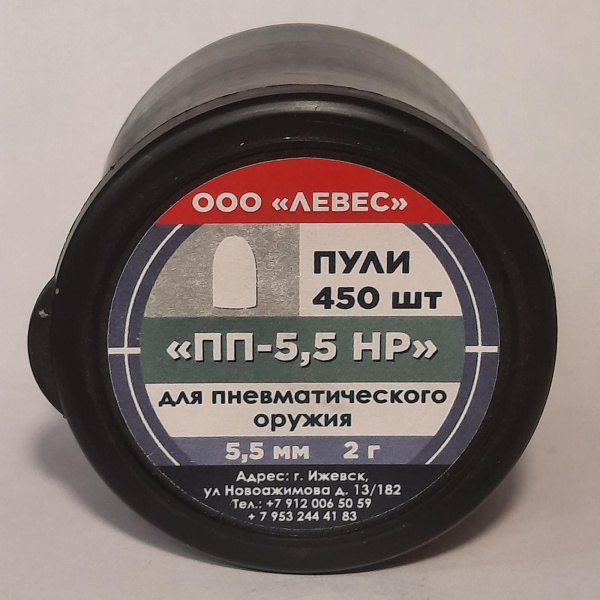 ООО «ЛЕВЕС»
ПУЛИ
450 шт
«ПП-5,5 НР»
для пневматического
оружия
5,5 мм 2 г
Адрес: г. Ижевск,
ул Новоажимова д. 13/182
Тел.: +7 912 006 50 59
+ 7 953 244 41 83